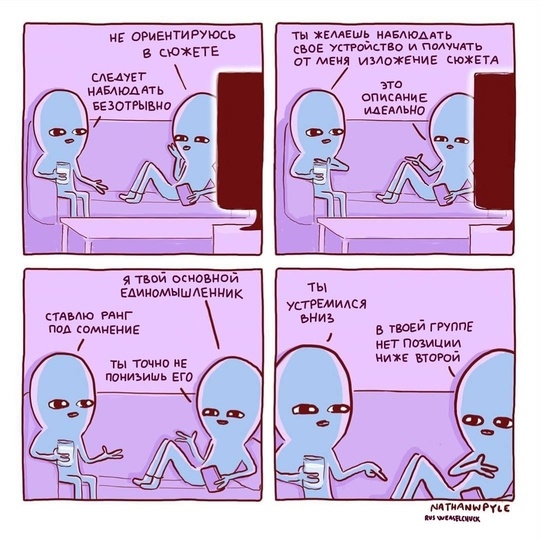 НЕ ОРИЕНТИРУЮСЬ
В СЮЖЕТЕ
СЛЕДУЕТ
НАБЛЮДАТЬ
БЕЗОТРЫВНО
ТЫ ЖЕЛАЕШЬ НАБЛЮДАТЬ
СВОЕ УСТРОЙСТВО И ПОЛУЧАТЬ
ОТ МЕНЯ ИЗЛОЖЕНИЕ СЮЖЕТА
ЭТО
ОПИСАНИЕ
ИДЕАЛЬНО
Я ТВОЙ ОСНОВНОЙ
ЕДИНОМЫШЛЕННИК
СТАВЛЮ РАНГ
ПОД СОМНЕНИЕ
ТЫ ТОЧНО НЕ
ПОНИЗИШЬ ЕГО
ТЫ
УСТРЕМИЛСЯ
ВНИЗ
В ТВОЕЙ ГРУППЕ
НЕТ ПОЗИЦИИ
НИЖЕ ВТОРОЙ
NATHANWPYLE
RUS WEASELCHUCK